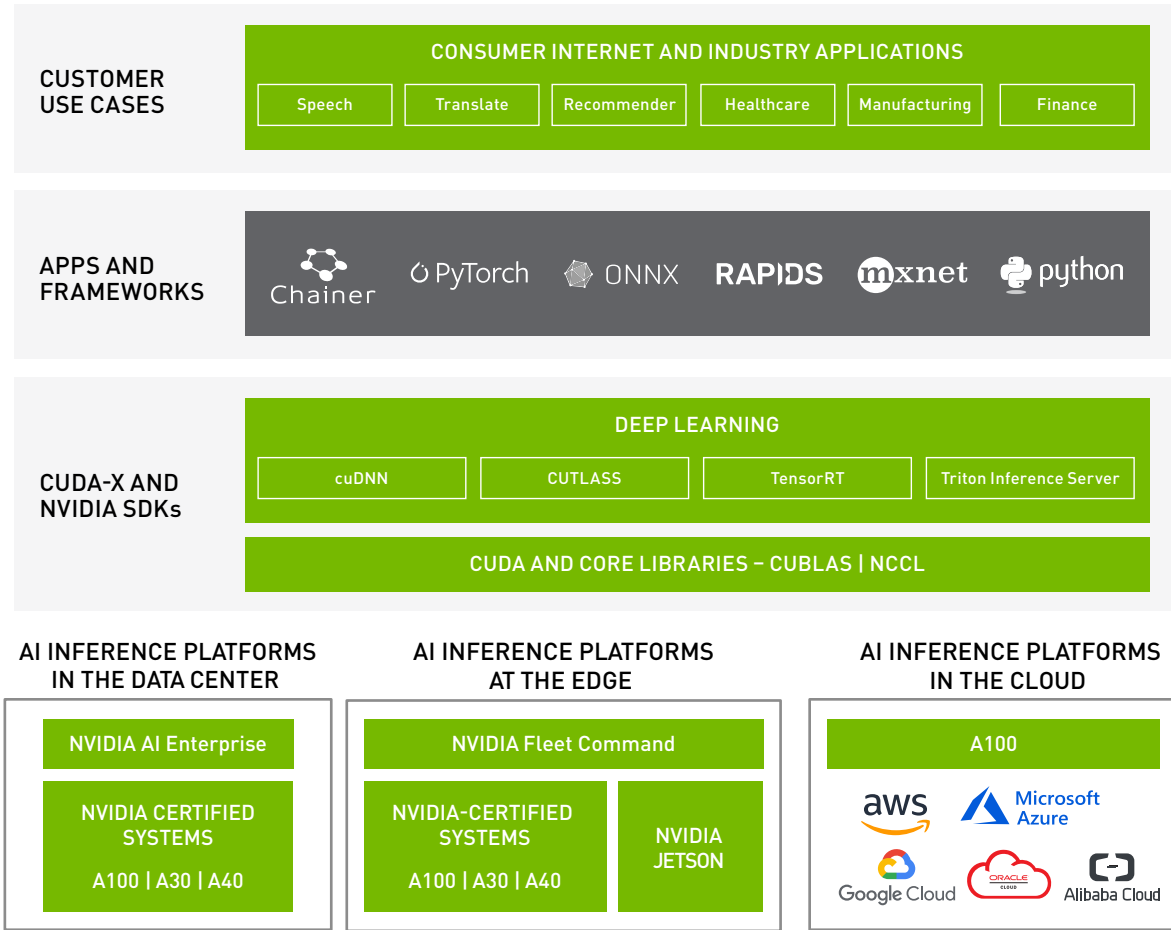 CUSTOMER
USE CASES
CONSUMER INTERNET AND INDUSTRY APPLICATIONS
Speech
Translate
Recommender
Healthcare
Manufacturing
Finance
APPS AND
FRAMEWORKS
Chainer
PyTorch
ONNX
RAPIDS
mxnet
python
CUDA-X AND
NVIDIA SDKs
DEEP LEARNING
cuDNN
CUTLASS
TensorRT
Triton Inference Server
CUDA AND CORE LIBRARIES – CUBLAS | NCCL
AI INFERENCE PLATFORMS
IN THE DATA CENTER
NVIDIA AI Enterprise
NVIDIA CERTIFIED
SYSTEMS
A100 | A30 | A40
AI INFERENCE PLATFORMS
AT THE EDGE
NVIDIA Fleet Command
NVIDIA-CERTIFIED
SYSTEMS
A100 | A30 | A40
NVIDIA
JETSON
AI INFERENCE PLATFORMS
IN THE CLOUD
A100
aws
Microsoft
Azure
Google Cloud
ORACLE
CLOUD
Alibaba Cloud